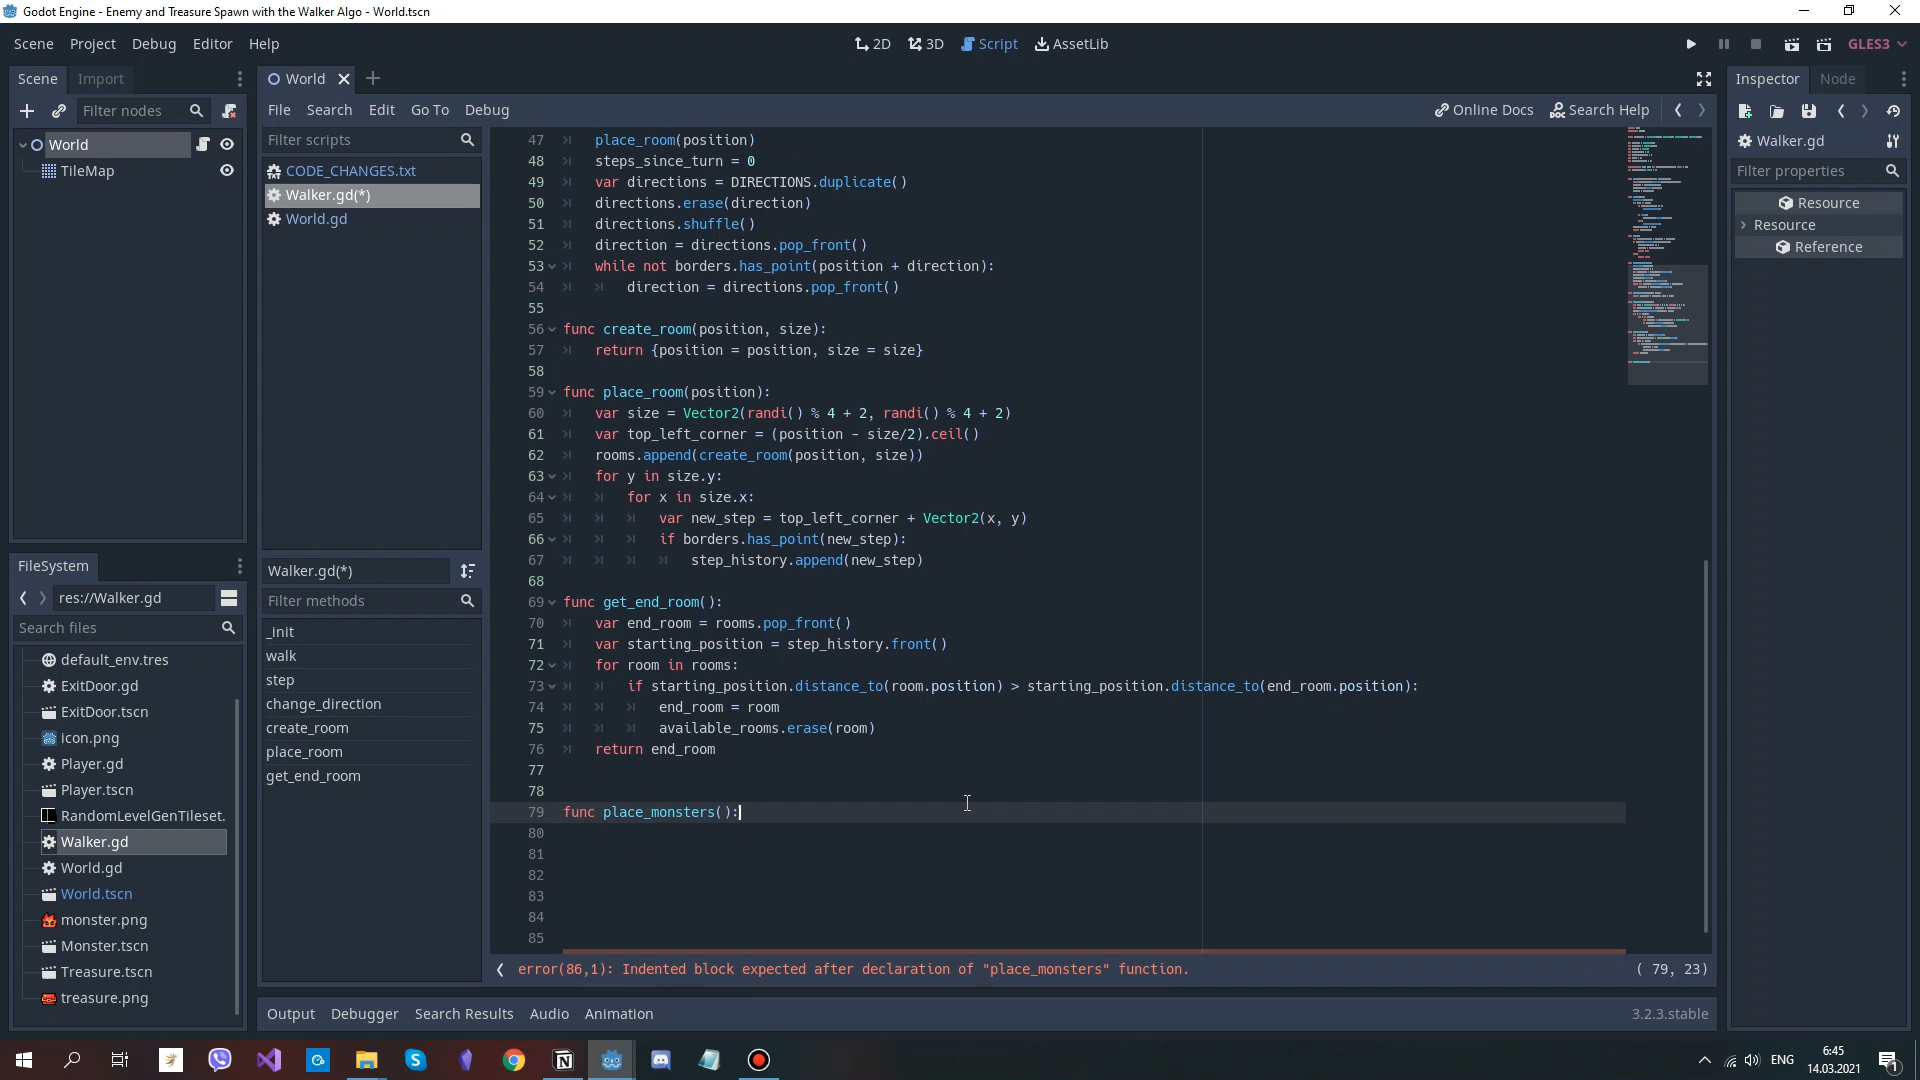 Godot Engine - Enemy and Treasure Spawn with the Walker Algo - World.tscn
Scene Project Debug Editor Help
2D 3D Script AssetLib
GLES3
Scene Import
Filter nodes
World
TileMap
World
File Search Edit Go To Debug
Online Docs Search Help
Filter scripts
CODE_CHANGES.txt
Walker.gd(*)
World.gd
Walker.gd(*)
Filter methods
_init
walk
step
change_direction
create_room
place_room
get_end_room
47 place_room(position)
48 steps_since_turn = 0
49 var directions = DIRECTIONS.duplicate()
50 directions.erase(direction)
51 directions.shuffle()
52 direction = directions.pop_front()
53 while not borders.has_point(position + direction):
54 direction = directions.pop_front()
55
56 func create_room(position, size):
57 return {position = position, size = size}
58
59 func place_room(position):
60 var size = Vector2(randi() % 4 + 2, randi() % 4 + 2)
61 var top_left_corner = (position - size/2).ceil()
62 rooms.append(create_room(position, size))
63 for y in size.y:
64 for x in size.x:
65 var new_step = top_left_corner + Vector2(x, y)
66 if borders.has_point(new_step):
67 step_history.append(new_step)
68
69 func get_end_room():
70 var end_room = rooms.pop_front()
71 var starting_position = step_history.front()
72 for room in rooms:
73 if starting_position.distance_to(room.position) > starting_position.distance_to(end_room.position):
74 end_room = room
75 available_rooms.erase(room)
76 return end_room
77
78
79 func place_monsters():
80
81
82
83
84
85
error(86,1): Indented block expected after declaration of "place_monsters" function.
( 79, 23)
Output Debugger Search Results Audio Animation
3.2.3.stable
FileSystem
res://Walker.gd
Search files
default_env.tres
ExitDoor.gd
ExitDoor.tscn
icon.png
Player.gd
Player.tscn
RandomLevelGenTileset.
Walker.gd
World.gd
World.tscn
monster.png
Monster.tscn
Treasure.tscn
treasure.png
Inspector Node
Walker.gd
Filter properties
Resource
Resource
Reference
ENG
6:45
14.03.2021
1